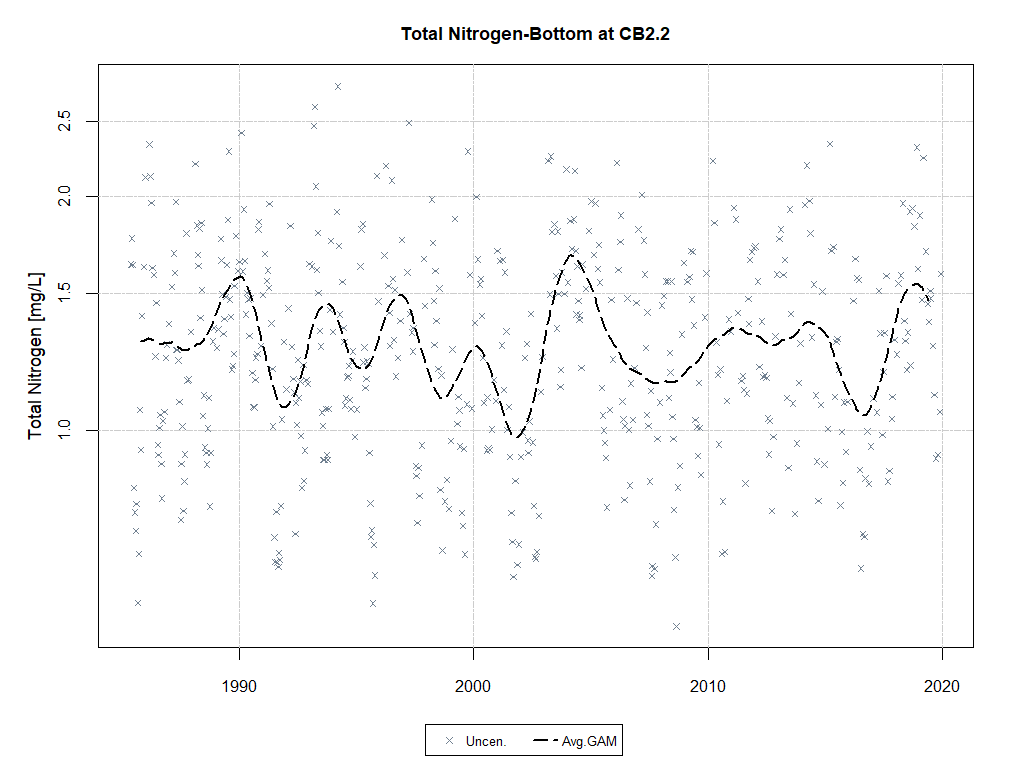 Total Nitrogen-Bottom at CB2.2
Total Nitrogen [mg/L]
2.5
2.0
1.5
1.0
1990 2000 2010 2020
Uncen. Avg.GAM